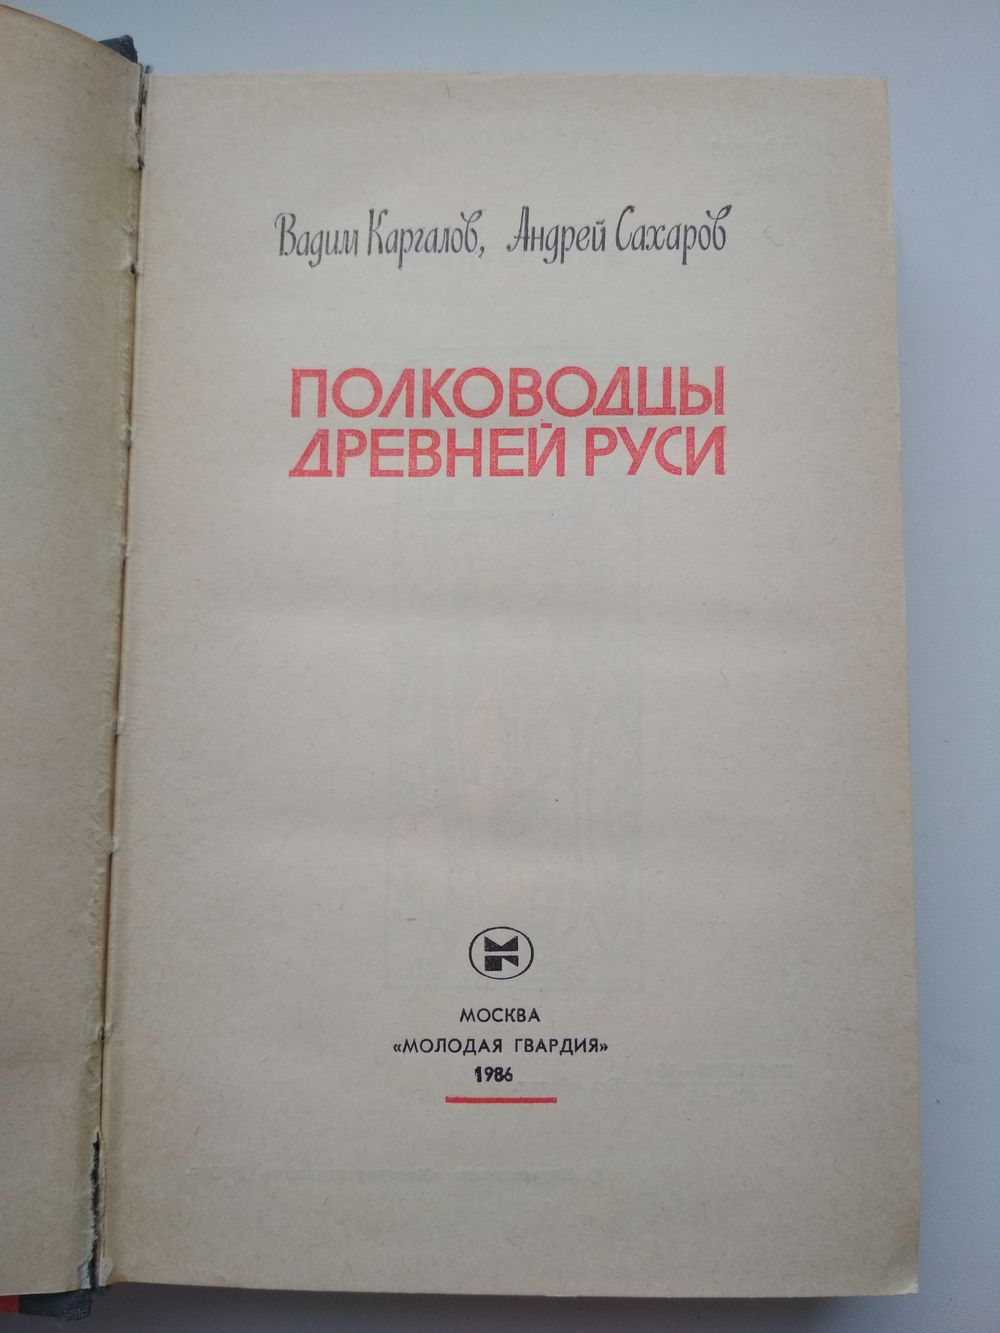 Вадим Каргалов, Андрей Сахаров
ПОЛКОВОДЦЫ
ДРЕВНЕЙ РУСИ
МОСКВА
«МОЛОДАЯ ГВАРДИЯ»
1986